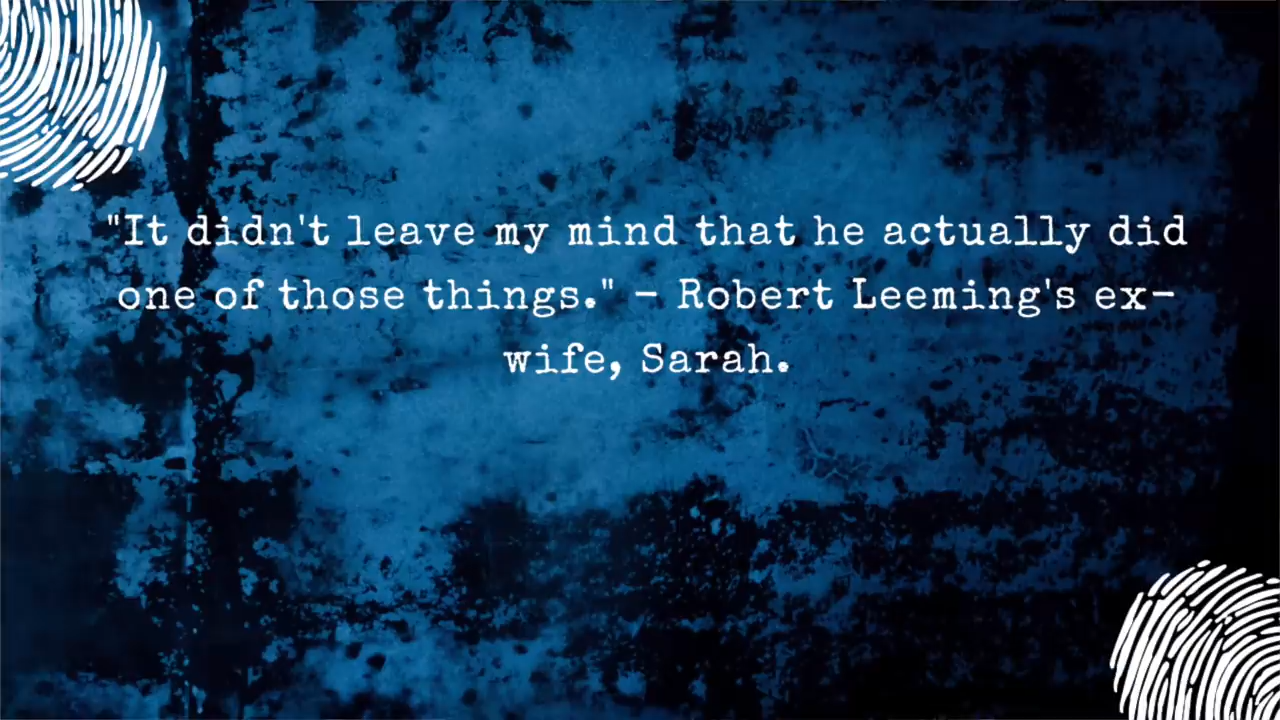 "It didn't leave my mind that he actually did
one of those things." - Robert Leeming's ex-
wife, Sarah.